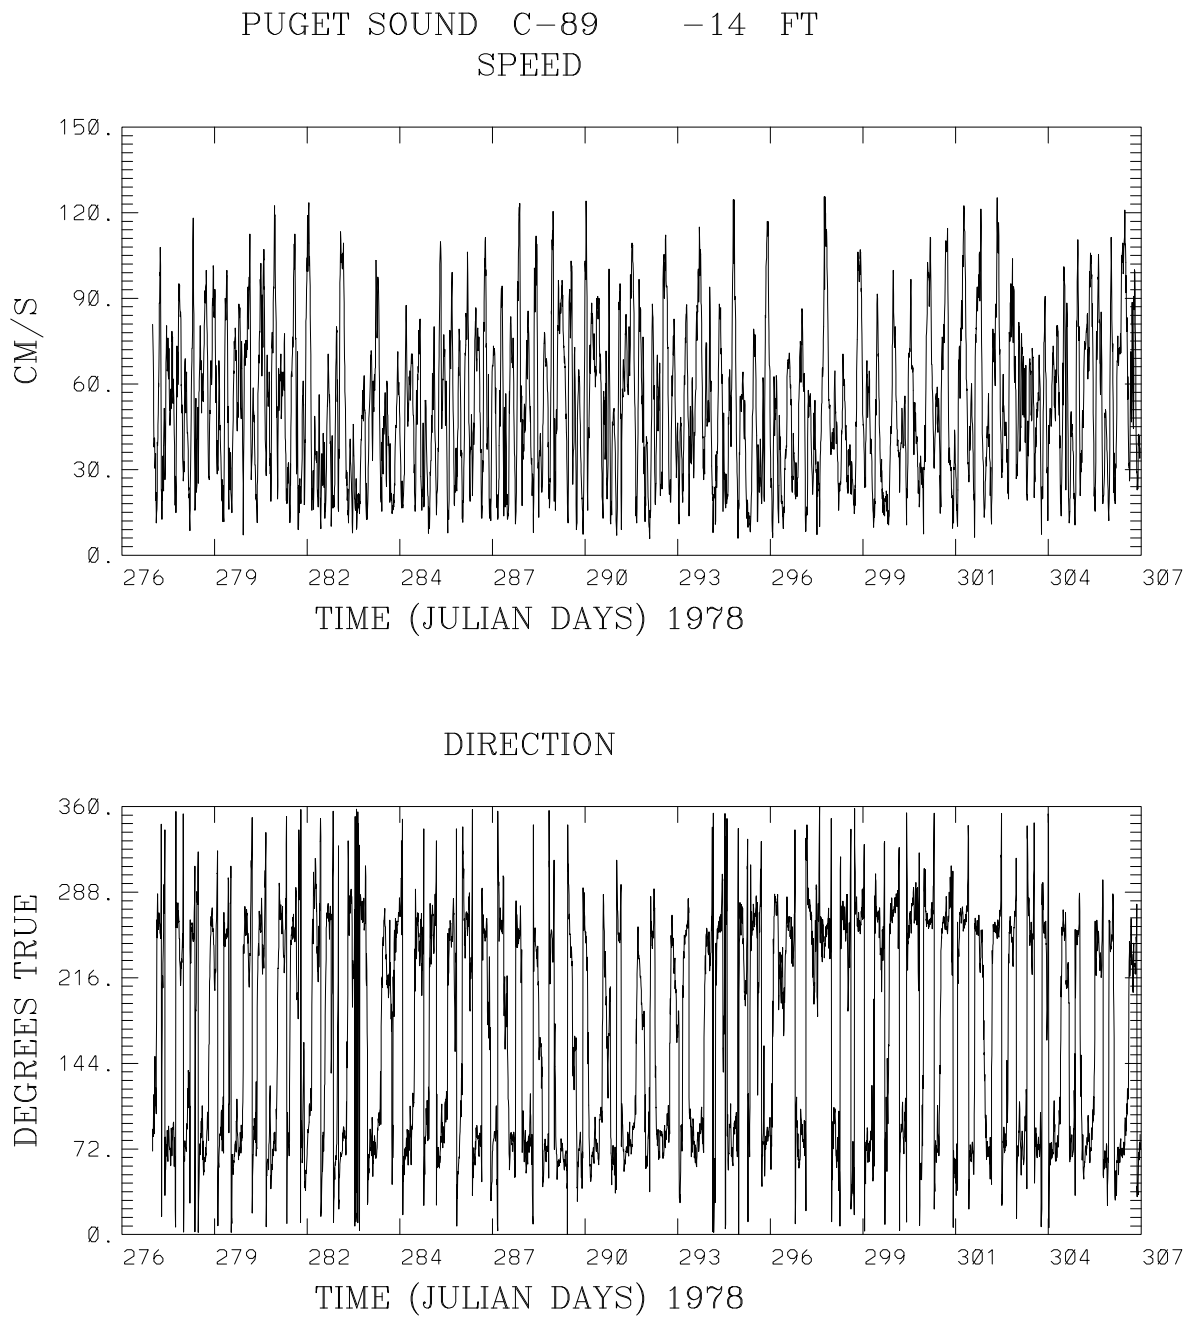 PUGET SOUND C-89 -14 FT
SPEED
150.
120.
90.
60.
30.
0.
CM/S
276 279 282 284 287 290 293 296 299 301 304 307
TIME (JULIAN DAYS) 1978
DIRECTION
360.
288.
216.
144.
72.
0.
DEGREES TRUE
276 279 282 284 287 290 293 296 299 301 304 307
TIME (JULIAN DAYS) 1978